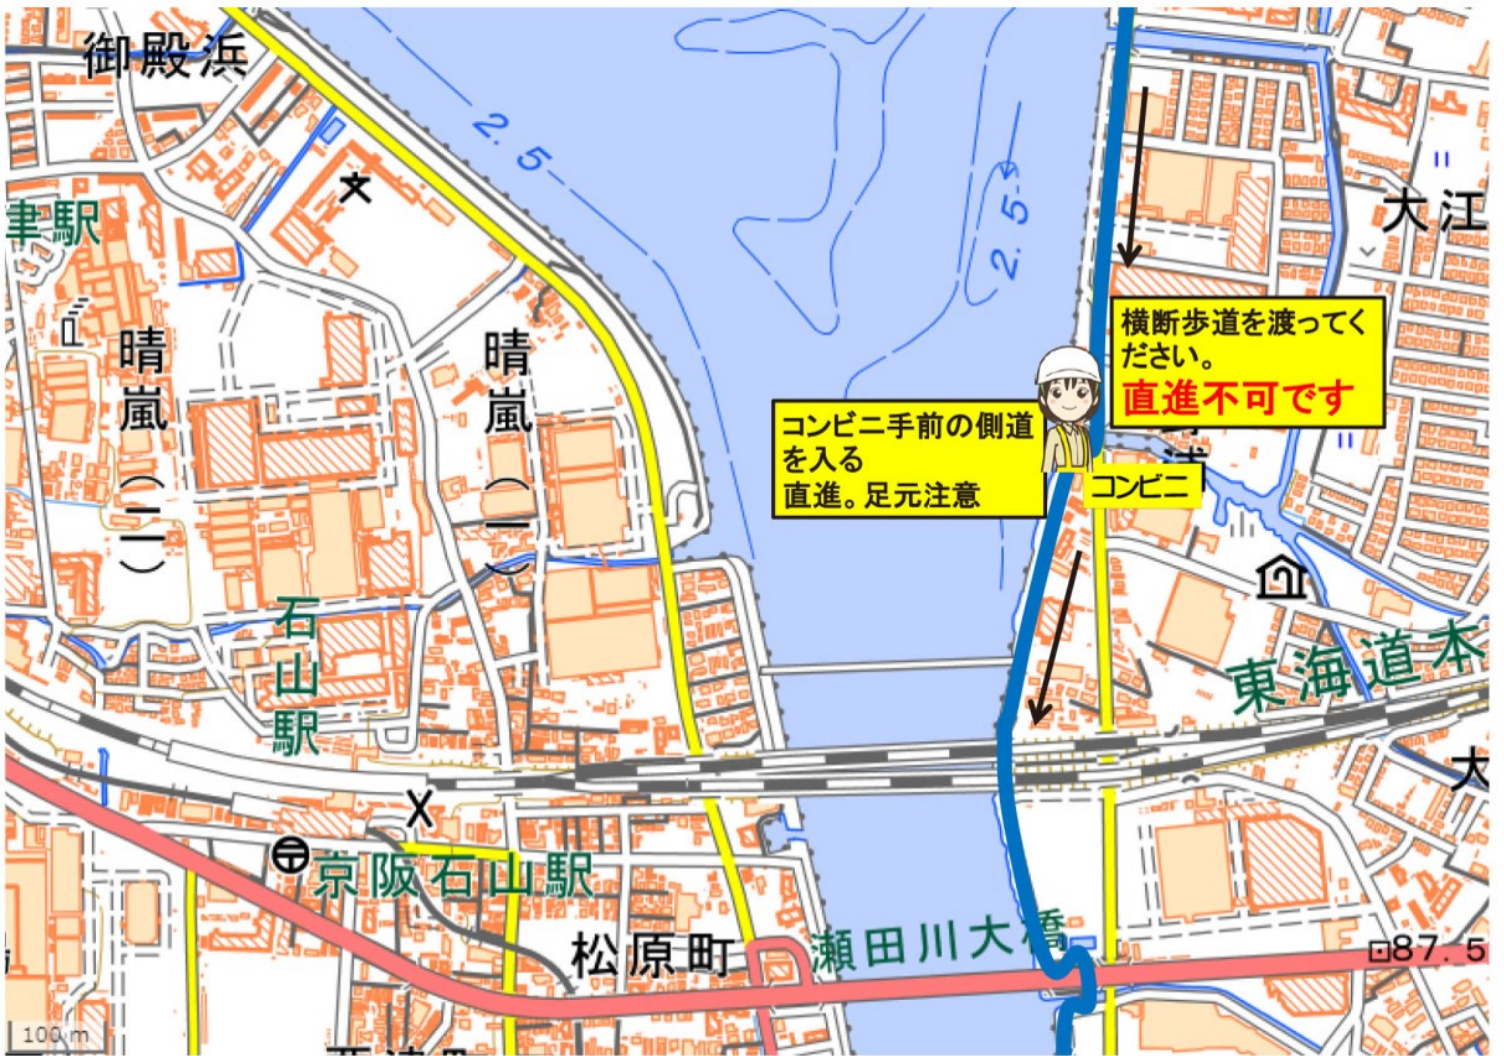 御殿浜
2.5
2.5
大江
津駅
晴嵐(二)
晴嵐(一)
横断歩道を渡ってく
ださい。
直進不可です
コンビニ手前の側道
を入る
直進。足元注意
コンビニ
石山駅
東海道本
大
京阪石山駅
松原町
瀬田川大橋
87.5
100 m